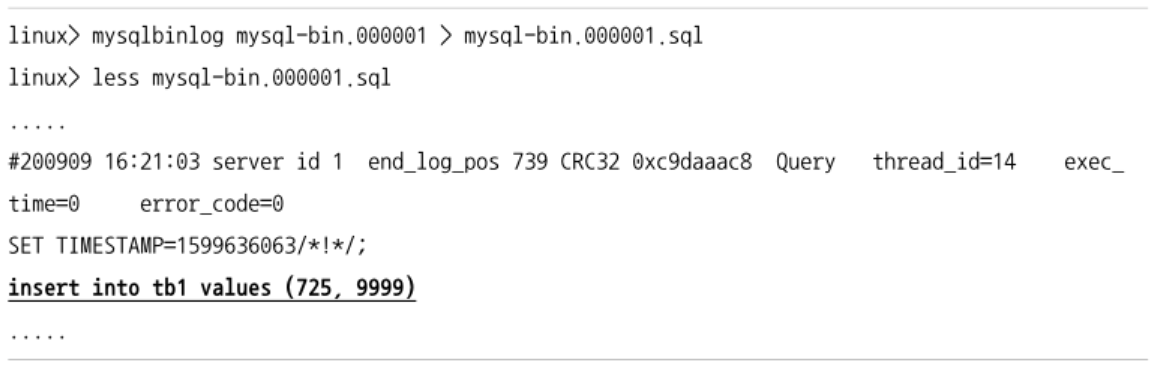 linux> mysqlbinlog mysql-bin.000001 > mysql-bin.000001.sql
linux> less mysql-bin.000001.sql
.....
#200909 16:21:03 server id 1  end_log_pos 739 CRC32 0xc9daaac8  Query   thread_id=14    exec_
time=0     error_code=0
SET TIMESTAMP=1599636063/*!*/;
insert into tb1 values (725, 9999)
.....